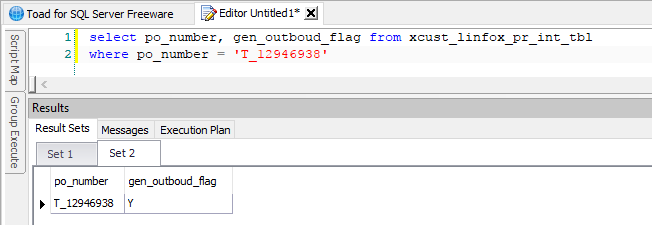 Toad for SQL Server Freeware
Editor Untitled1*
Script Map
Group Execute
1 select po_number, gen_outboud_flag from xcust_linfox_pr_int_tbl
2 where po_number = 'T_12946938'
Results
Result Sets Messages Execution Plan
Set 1 Set 2
po_number gen_outboud_flag
T_12946938 Y